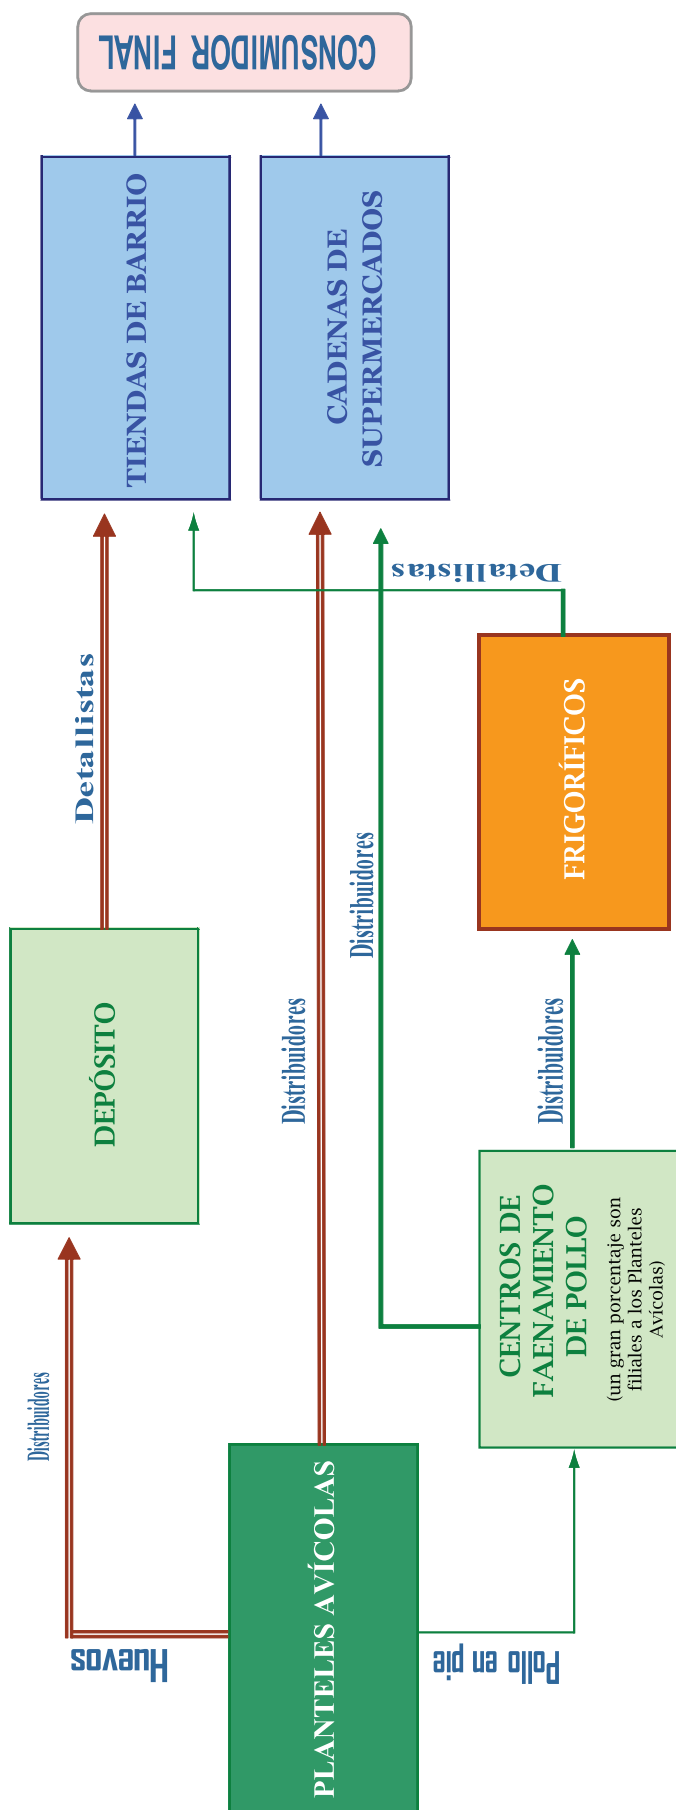 Huevos
Distribuidores
PLANTELES AVÍCOLAS
Pollo en pie
DEPÓSITO
Distribuidores
CENTROS DE
FAENAMIENTO
DE POLLO
(un gran porcentaje son
filiales a los Planteles
Avícolas)
Distribuidores
Distribuidores
FRIGORÍFICOS
Detallistas
Detallistas
TIENDAS DE BARRIO
CADENAS DE
SUPERMERCADOS
CONSUMIDOR FINAL